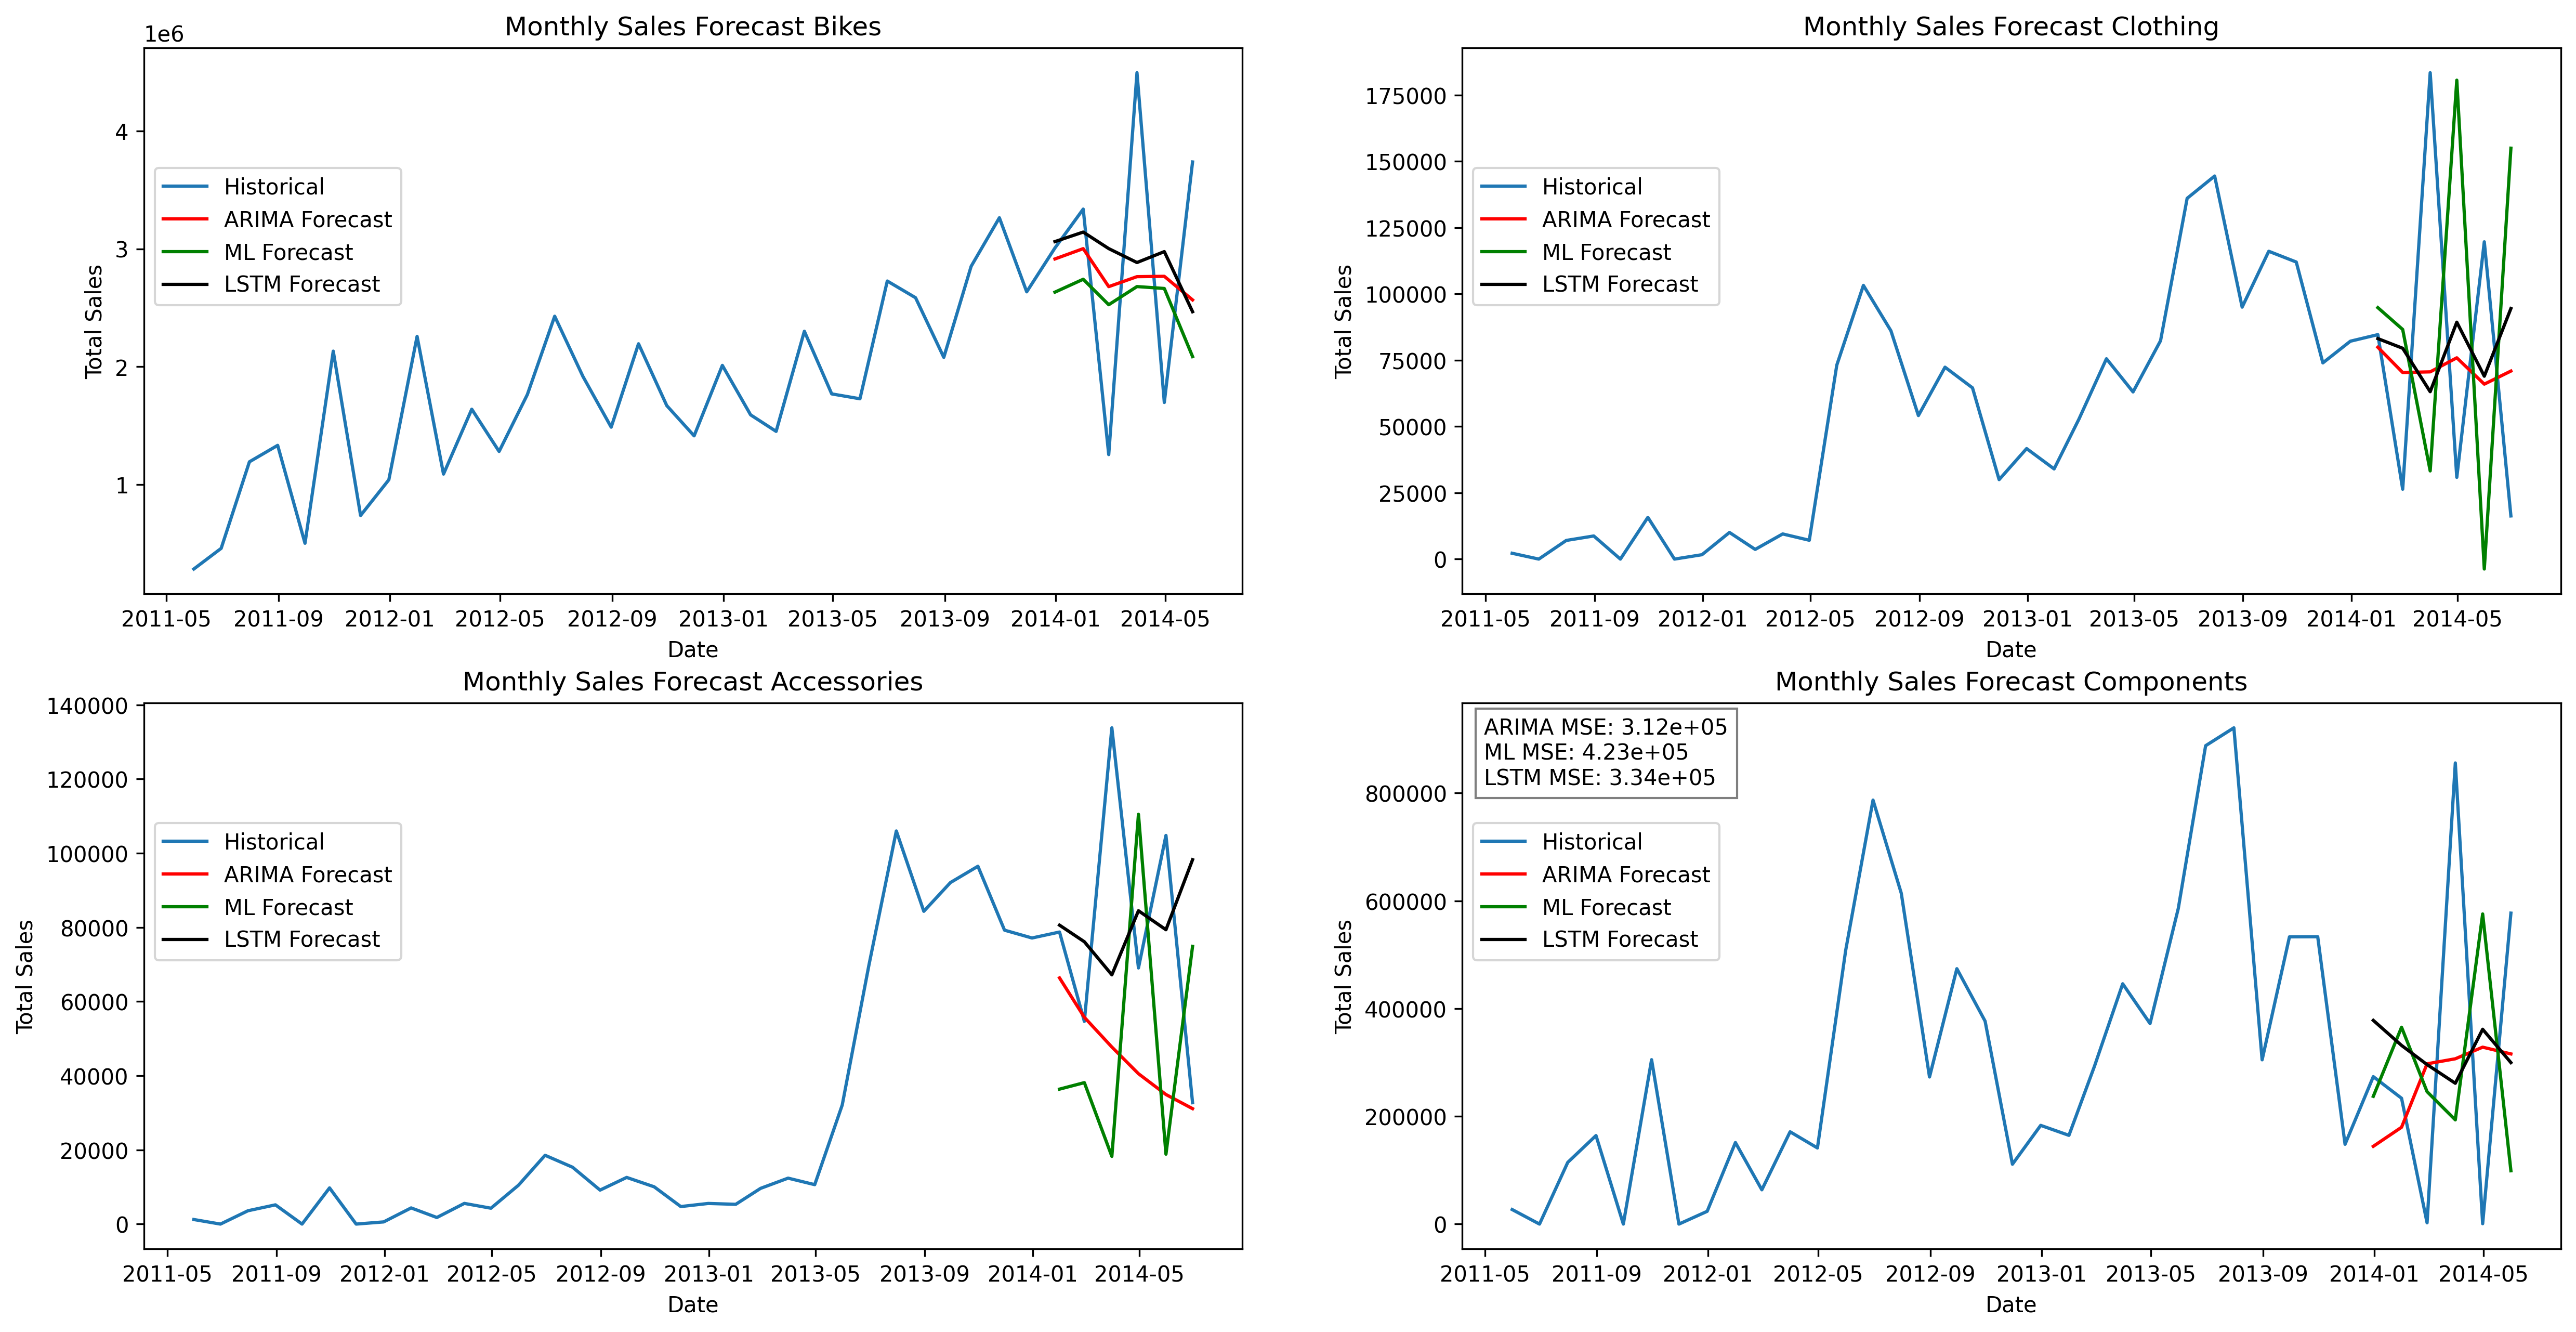 Monthly Sales Forecast Bikes
1e6
4
3
2
1
Total Sales
Historical
ARIMA Forecast
ML Forecast
LSTM Forecast
2011-05 2011-09 2012-01 2012-05 2012-09 2013-01 2013-05 2013-09 2014-01 2014-05
Date
Monthly Sales Forecast Clothing
175000
150000
125000
100000
75000
50000
25000
0
Total Sales
Historical
ARIMA Forecast
ML Forecast
LSTM Forecast
2011-05 2011-09 2012-01 2012-05 2012-09 2013-01 2013-05 2013-09 2014-01 2014-05
Date
Monthly Sales Forecast Accessories
140000
120000
100000
80000
60000
40000
20000
0
Total Sales
Historical
ARIMA Forecast
ML Forecast
LSTM Forecast
2011-05 2011-09 2012-01 2012-05 2012-09 2013-01 2013-05 2013-09 2014-01 2014-05
Date
Monthly Sales Forecast Components
ARIMA MSE: 3.12e+05
ML MSE: 4.23e+05
LSTM MSE: 3.34e+05
800000
600000
400000
200000
0
Total Sales
Historical
ARIMA Forecast
ML Forecast
LSTM Forecast
2011-05 2011-09 2012-01 2012-05 2012-09 2013-01 2013-05 2013-09 2014-01 2014-05
Date